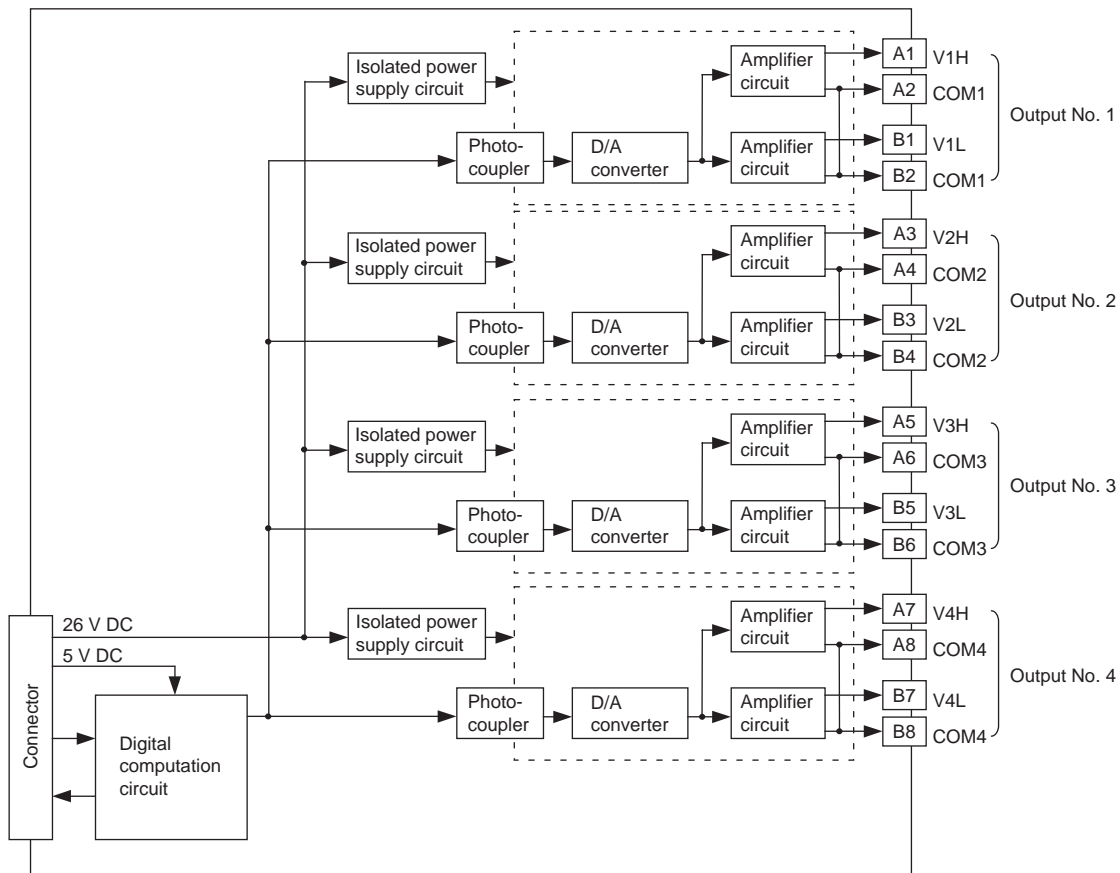 Isolated power
supply circuit
Amplifier
circuit
A1 V1H
A2 COM1
Output No. 1
Photo-
coupler
D/A
converter
Amplifier
circuit
B1 V1L
B2 COM1
Isolated power
supply circuit
Amplifier
circuit
A3 V2H
A4 COM2
Output No. 2
Photo-
coupler
D/A
converter
Amplifier
circuit
B3 V2L
B4 COM2
Isolated power
supply circuit
Amplifier
circuit
A5 V3H
A6 COM3
Output No. 3
Photo-
coupler
D/A
converter
Amplifier
circuit
B5 V3L
B6 COM3
26 V DC
5 V DC
Isolated power
supply circuit
Amplifier
circuit
A7 V4H
A8 COM4
Output No. 4
Photo-
coupler
D/A
converter
Amplifier
circuit
B7 V4L
B8 COM4
Connector
Digital
computation
circuit